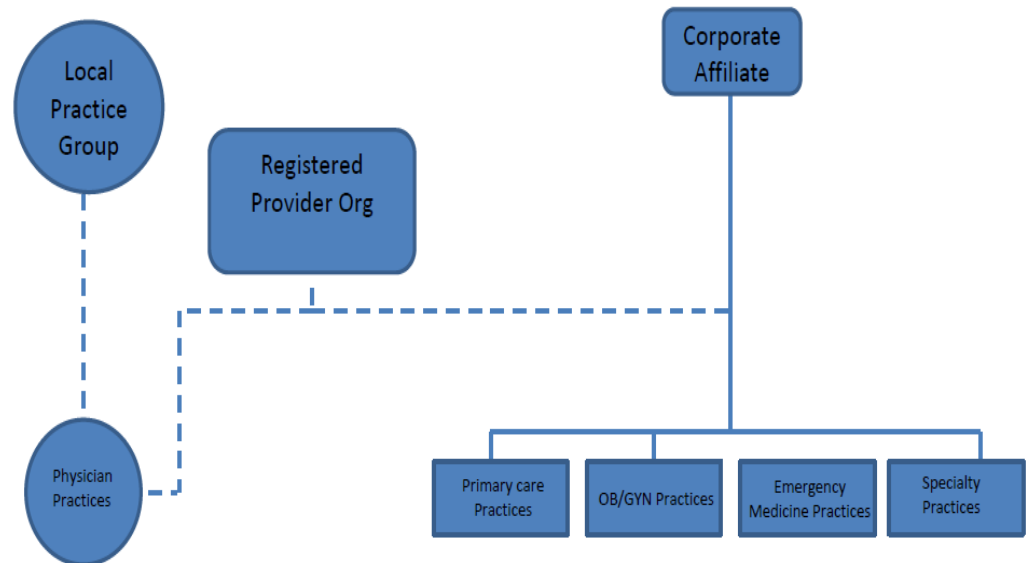 Local
Practice
Group
Corporate
Affiliate
Registered
Provider Org
Physician
Practices
Primary care
Practices
OB/GYN Practices
Emergency
Medicine Practices
Specialty
Practices